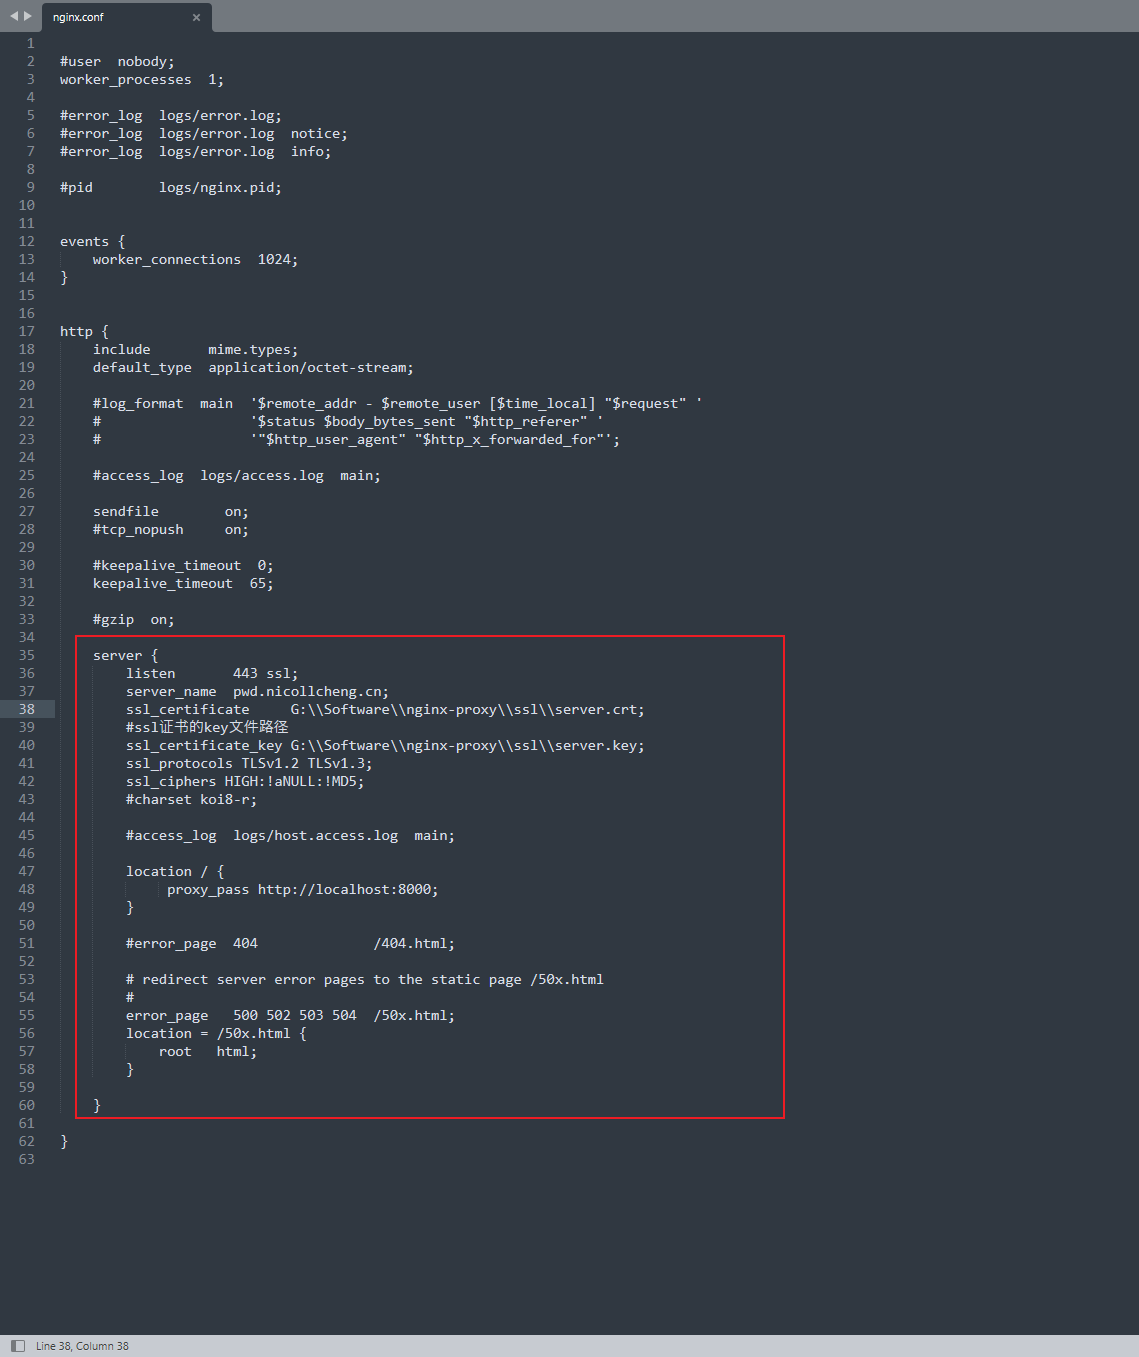 nginx.conf
1
2 #user  nobody;
3 worker_processes  1;
4
5 #error_log  logs/error.log;
6 #error_log  logs/error.log  notice;
7 #error_log  logs/error.log  info;
8
9 #pid        logs/nginx.pid;
10
11
12 events {
13     worker_connections  1024;
14 }
15
16
17 http {
18     include       mime.types;
19     default_type  application/octet-stream;
20
21     #log_format  main  '$remote_addr - $remote_user [$time_local] "$request" '
22     #                  '$status $body_bytes_sent "$http_referer" '
23     #                  '"$http_user_agent" "$http_x_forwarded_for"';
24
25     #access_log  logs/access.log  main;
26
27     sendfile        on;
28     #tcp_nopush     on;
29
30     #keepalive_timeout  0;
31     keepalive_timeout  65;
32
33     #gzip  on;
34
35     server {
36         listen       443 ssl;
37         server_name  pwd.nicollcheng.cn;
38         ssl_certificate     G:\\Software\\nginx-proxy\\ssl\\server.crt;
39         #ssl证书的key文件路径
40         ssl_certificate_key G:\\Software\\nginx-proxy\\ssl\\server.key;
41         ssl_protocols TLSv1.2 TLSv1.3;
42         ssl_ciphers HIGH:!aNULL:!MD5;
43         #charset koi8-r;
44
45         #access_log  logs/host.access.log  main;
46
47         location / {
48              proxy_pass http://localhost:8000;
49         }
50
51         #error_page  404              /404.html;
52
53         # redirect server error pages to the static page /50x.html
54         #
55         error_page   500 502 503 504  /50x.html;
56         location = /50x.html {
57             root   html;
58         }
59
60     }
61
62 }
63
Line 38, Column 38